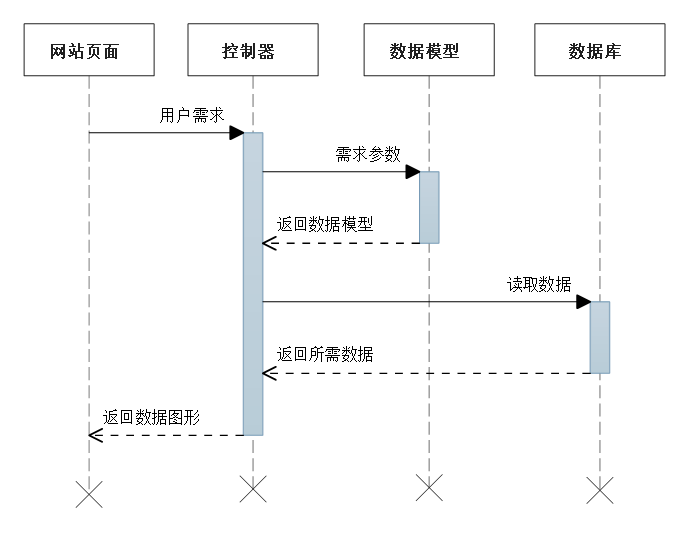 网站页面
控制器
数据模型
数据库
用户需求
需求参数
返回数据模型
读取数据
返回所需数据
返回数据图形